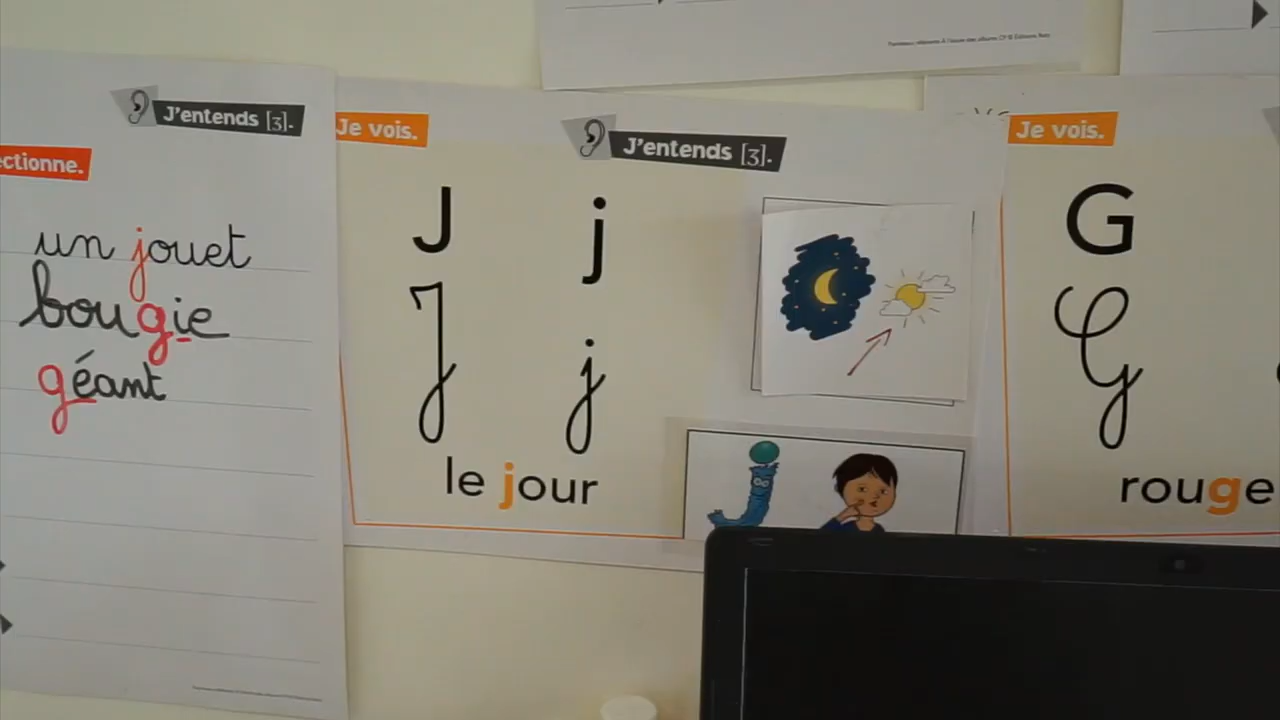 J'entends [ʒ].
ectionne.
un jouet
bougie
géant
Je vois.
J'entends [ʒ].
J j
J j
le jour
j
Je vois.
G
G
rouge